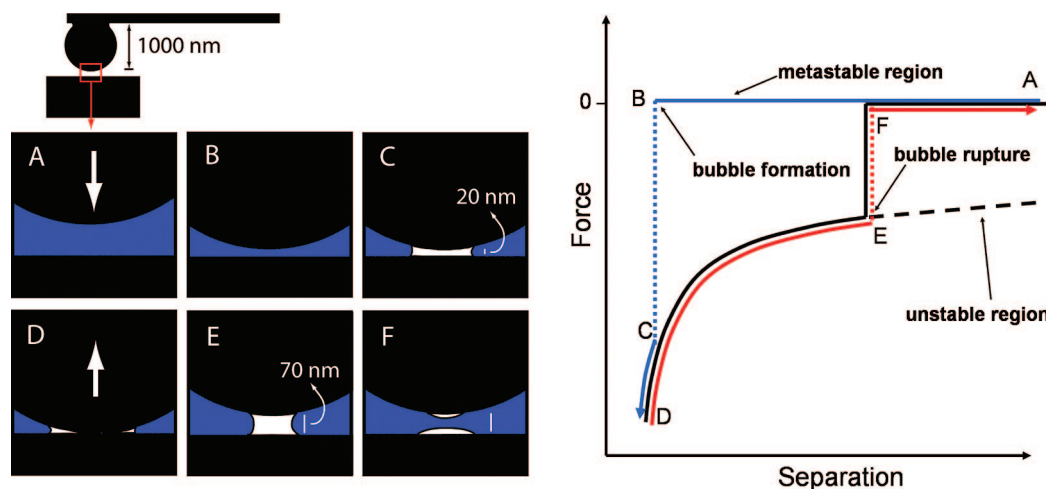 1000 nm
A
B
C
20 nm
D
E
70 nm
F
metastable region
A
0
B
F
bubble formation
bubble rupture
E
Force
unstable region
C
D
Separation